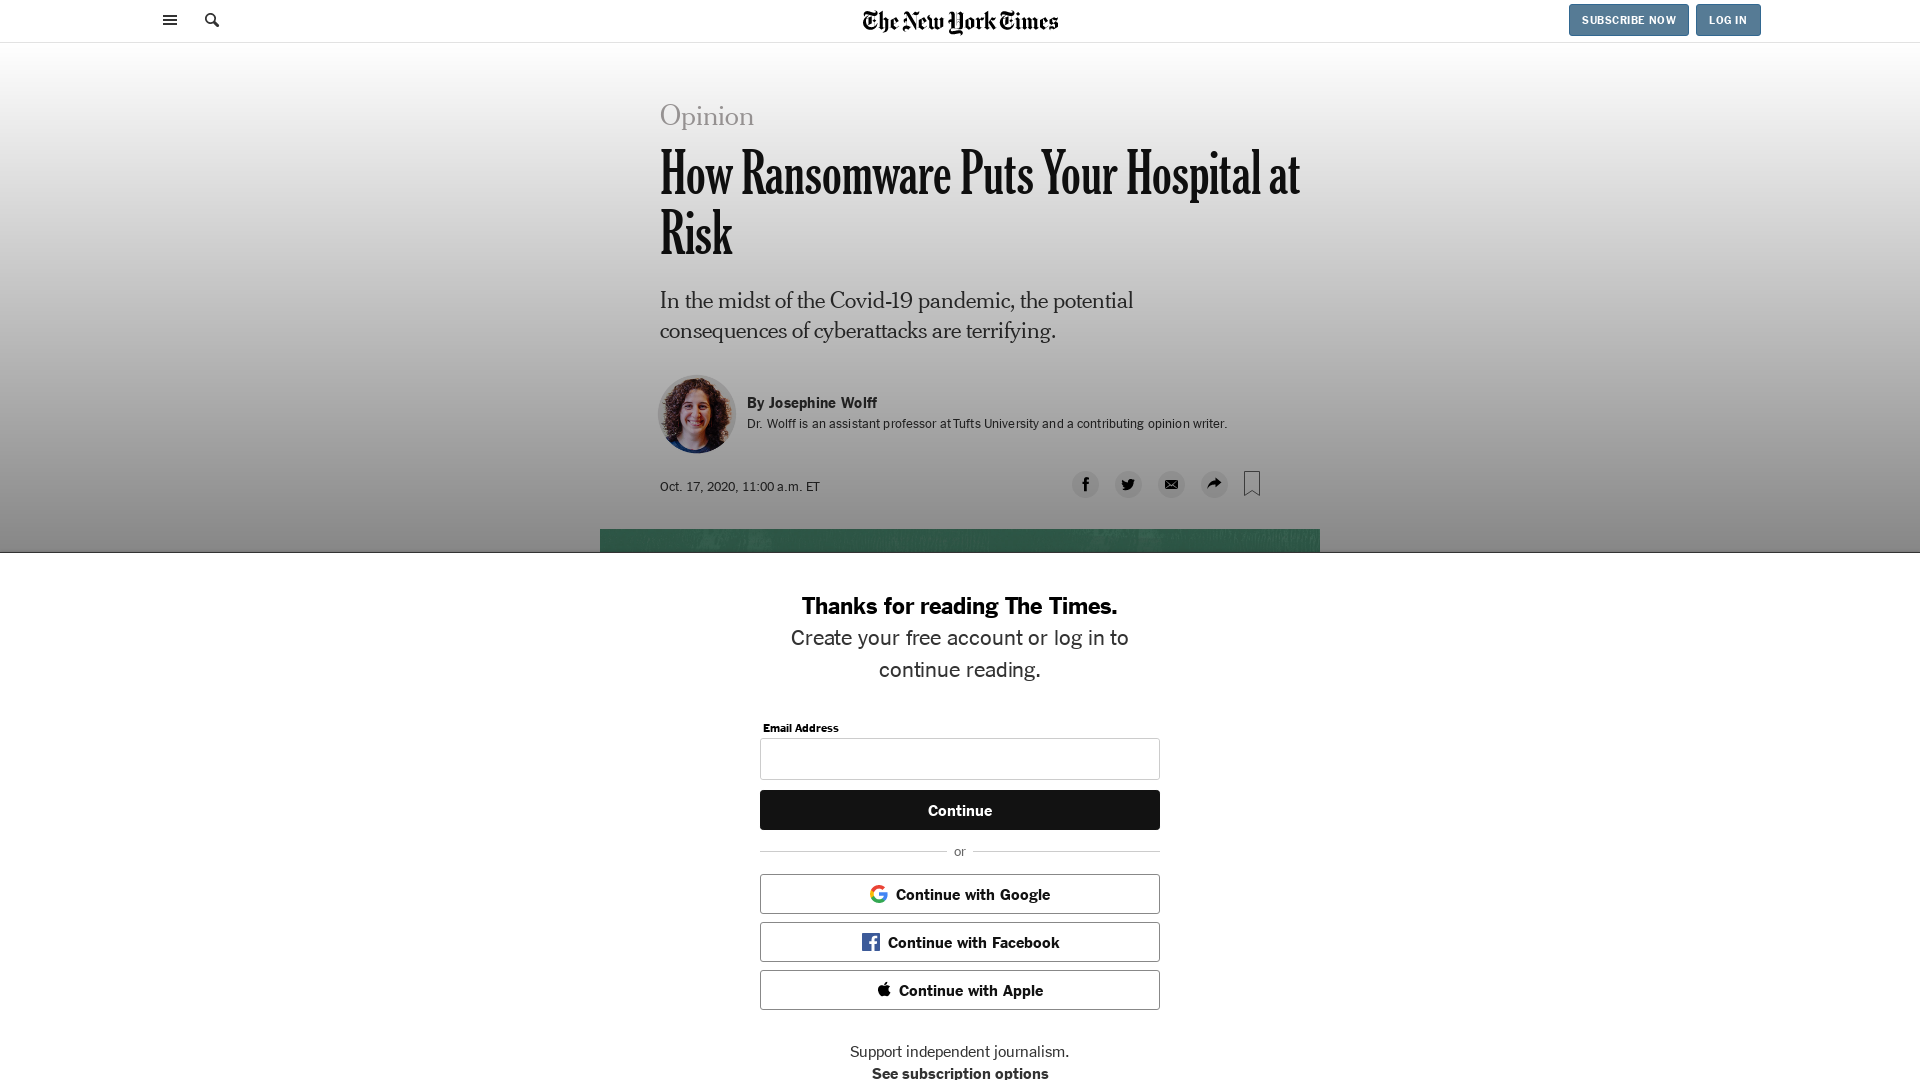 The New York Times
SUBSCRIBE NOW
LOG IN
Opinion
How Ransomware Puts Your Hospital at
Risk
In the midst of the Covid-19 pandemic, the potential
consequences of cyberattacks are terrifying.
By Josephine Wolff
Dr. Wolff is an assistant professor at Tufts University and a contributing opinion writer.
Oct. 17, 2020, 11:00 a.m. ET
Thanks for reading The Times.
Create your free account or log in to
continue reading.
Email Address
Continue
or
Continue with Google
Continue with Facebook
Continue with Apple
Support independent journalism.
See subscription options